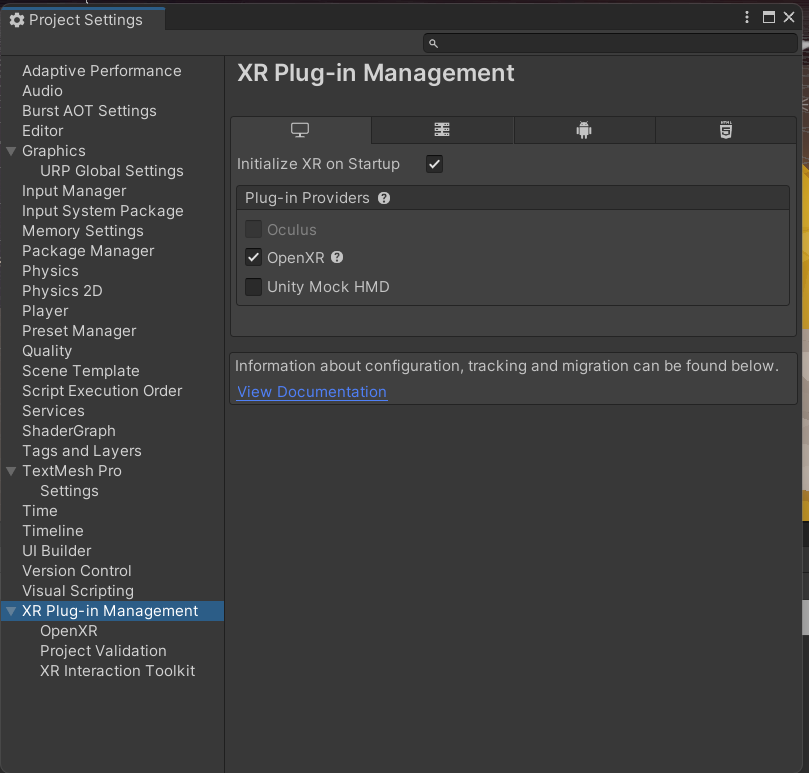 Project Settings
Adaptive Performance
Audio
Burst AOT Settings
Editor
Graphics
URP Global Settings
Input Manager
Input System Package
Memory Settings
Package Manager
Physics
Physics 2D
Player
Preset Manager
Quality
Scene Template
Script Execution Order
Services
ShaderGraph
Tags and Layers
TextMesh Pro
Settings
Time
Timeline
UI Builder
Version Control
Visual Scripting
XR Plug-in Management
OpenXR
Project Validation
XR Interaction Toolkit
XR Plug-in Management
HTML
Initialize XR on Startup
Plug-in Providers
Oculus
OpenXR
Unity Mock HMD
Information about configuration, tracking and migration can be found below.
View Documentation